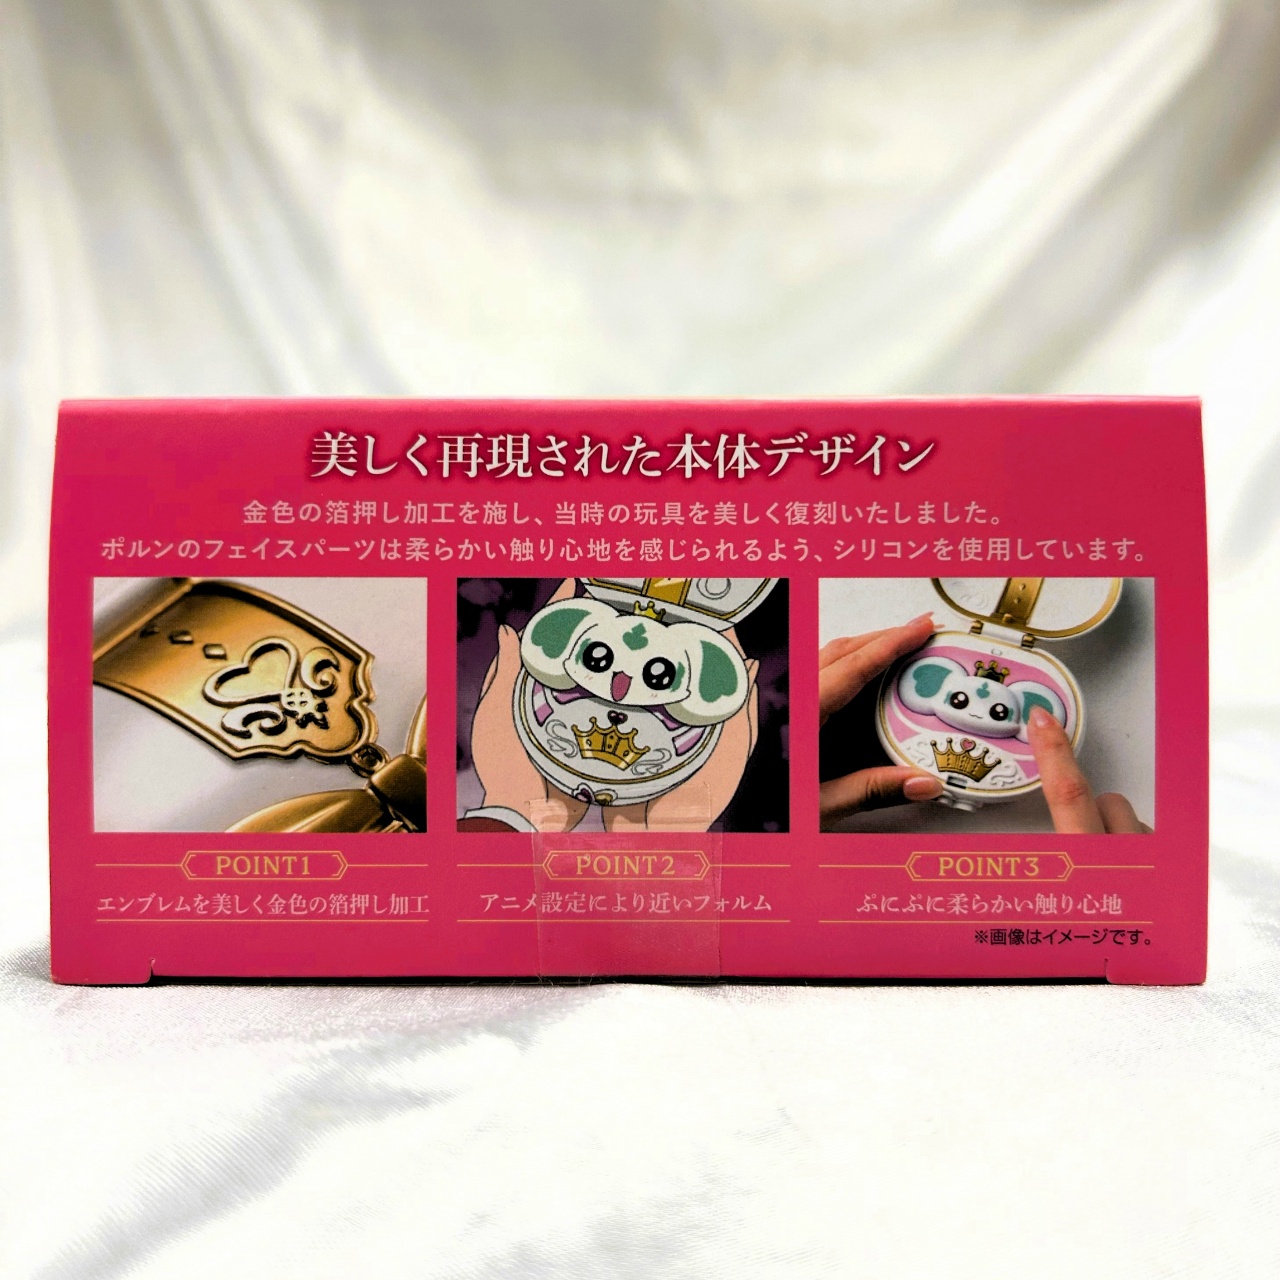 美しく再現された本体デザイン
金色の箔押し加工を施し、当時の玩具を美しく復刻いたしました。
ポルンのフェイスパーツは柔らかい触り心地を感じられるよう、シリコンを使用しています。
POINT1
エンブレムを美しく金色の箔押し加工
POINT2
アニメ設定により近いフォルム
POINT3
ぷにぷに柔らかい触り心地
※画像はイメージです。